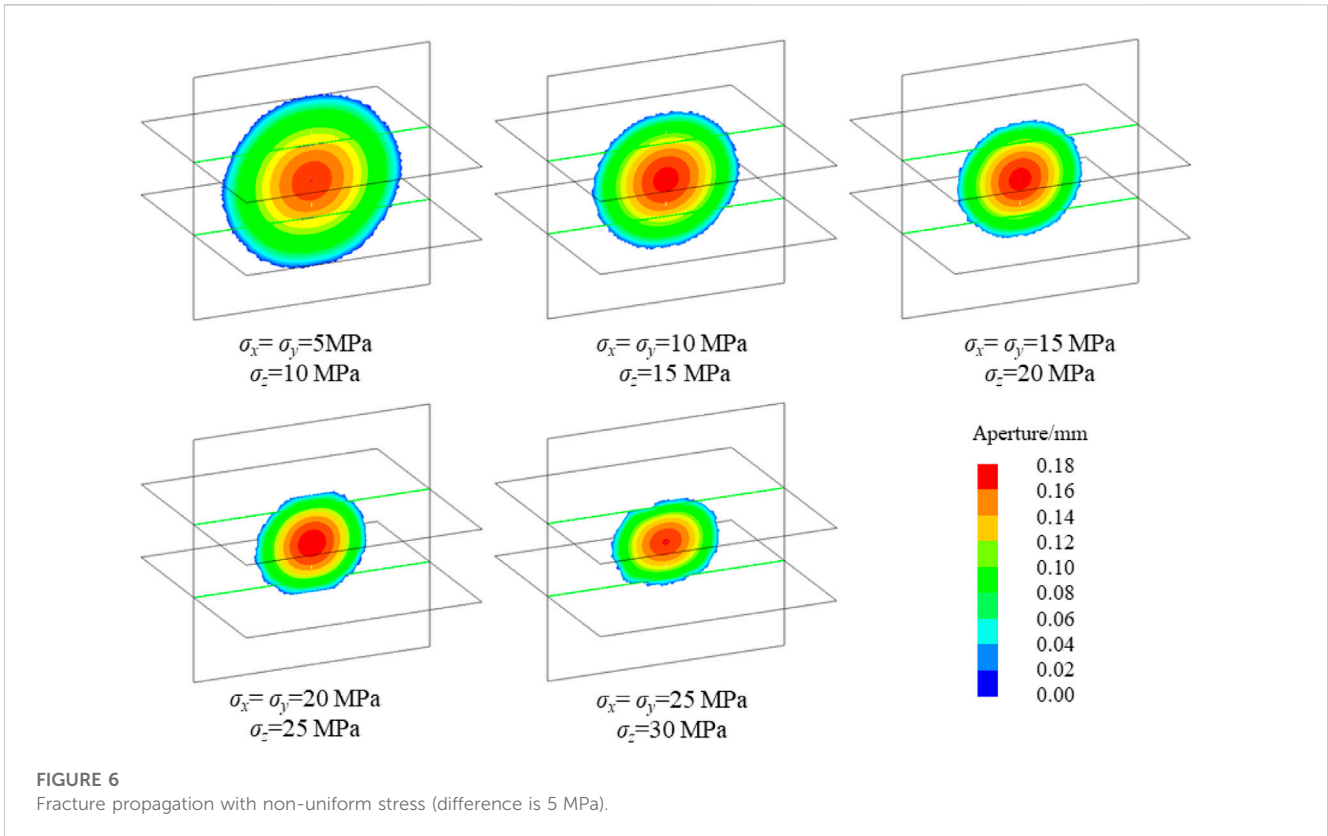 σx= σy=5MPa
σz=10 MPa
σx= σy=10 MPa
σz=15 MPa
σx= σy=15 MPa
σz=20 MPa
σx= σy=20 MPa
σz=25 MPa
σx= σy=25 MPa
σz=30 MPa
Aperture/mm
0.18
0.16
0.14
0.12
0.10
0.08
0.06
0.04
0.02
0.00
FIGURE 6
Fracture propagation with non-uniform stress (difference is 5 MPa).